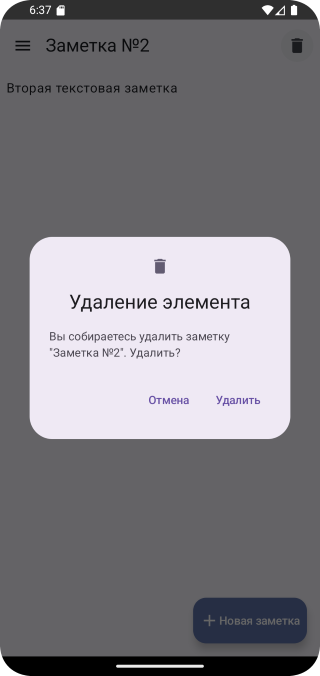 6:37
Заметка №2
Вторая текстовая заметка
Удаление элемента
Вы собираетесь удалить заметку
"Заметка №2". Удалить?
Отмена Удалить
Новая заметка